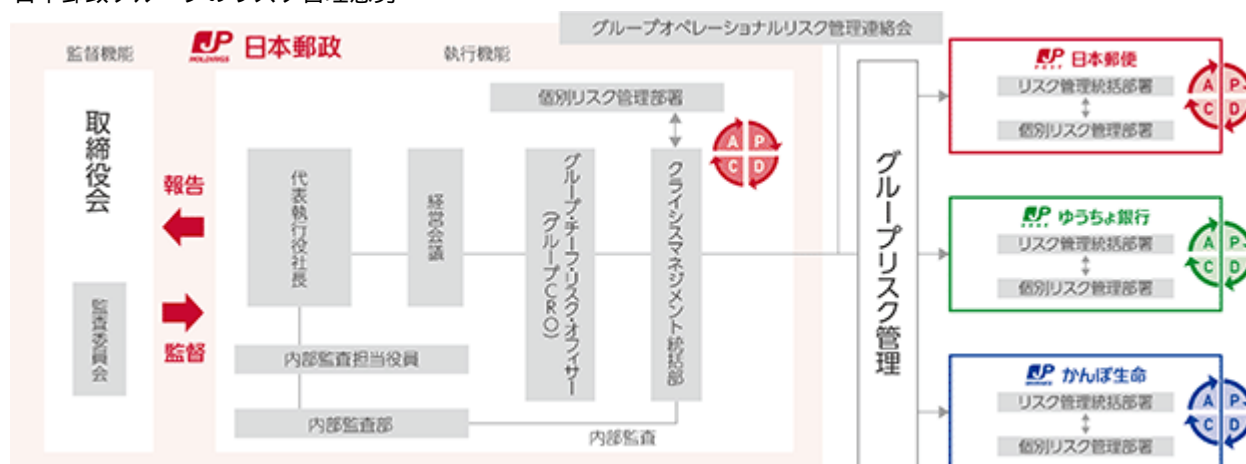 日本郵政グループのリスク管理態勢
グループオペレーショナルリスク管理連絡会
監督機能
JP
HOLDINGS
日本郵政
執行機能
取締役会
監査委員会
報告
監督
代表執行役社長
経営会議
グループ・チーフ・リスク・オフィサー
(グループCRO)
個別リスク管理部署
クライシスマネジメント統括部
A P
C D
内部監査担当役員
内部監査部
内部監査
グループリスク管理
JP 日本郵便
リスク管理統括部署
個別リスク管理部署
A P
C D
JP ゆうちょ銀行
リスク管理統括部署
個別リスク管理部署
A P
C D
JP かんぽ生命
リスク管理統括部署
個別リスク管理部署
A P
C D